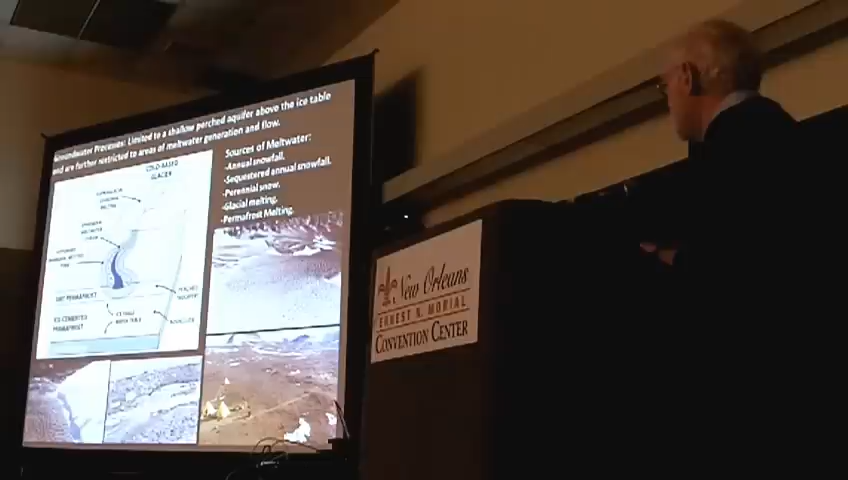 Groundwater Processes: Limited to a shallow perched aquifer above the ice table
and are further restricted to areas of meltwater generation and flow.
Sources of Meltwater:
-Annual snowfall.
-Sequestered annual snowfall.
-Perennial snow.
-Glacial melting.
-Permafrost Melting.
COLD-BASED
GLACIER
DRY PERMAFROST
ICE-CEMENTED
PERMAFROST
New Orleans
ERNEST N. MORIAL
CONVENTION CENTER